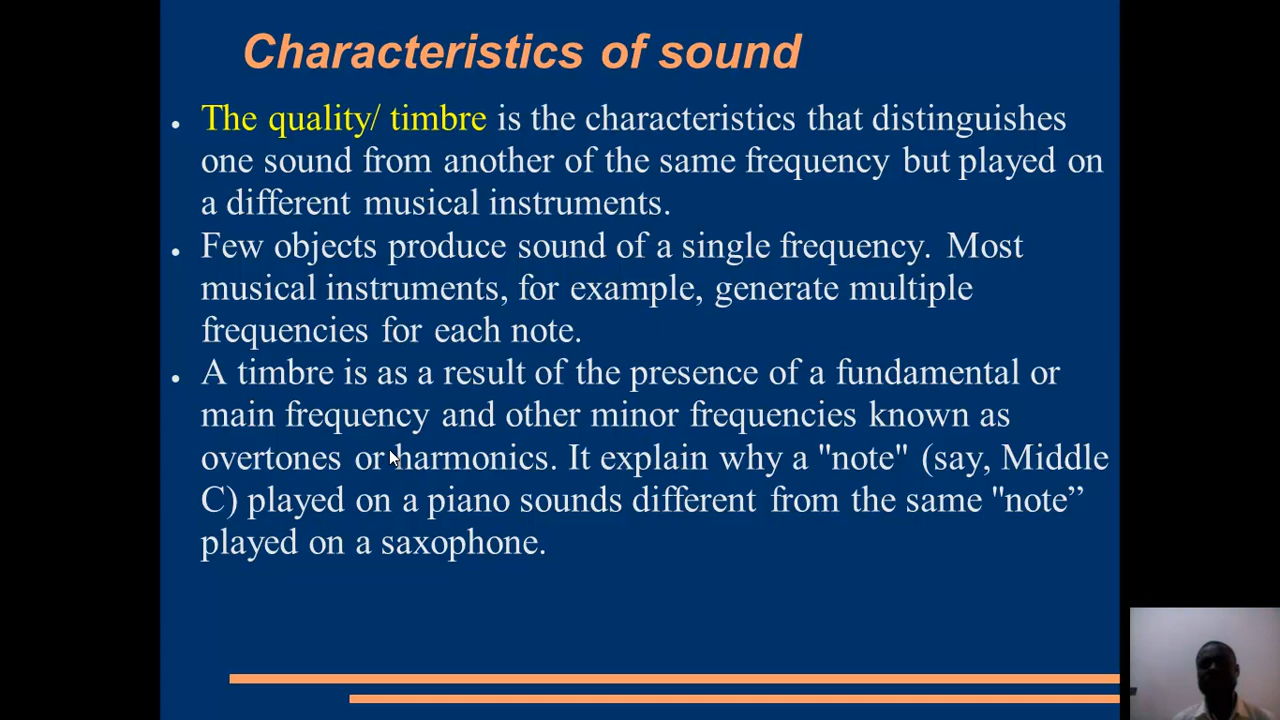 Characteristics of sound
The quality/ timbre is the characteristics that distinguishes
one sound from another of the same frequency but played on
a different musical instruments.
Few objects produce sound of a single frequency. Most
musical instruments, for example, generate multiple
frequencies for each note.
A timbre is as a result of the presence of a fundamental or
main frequency and other minor frequencies known as
overtones or harmonics. It explain why a "note" (say, Middle
C) played on a piano sounds different from the same "note”
played on a saxophone.